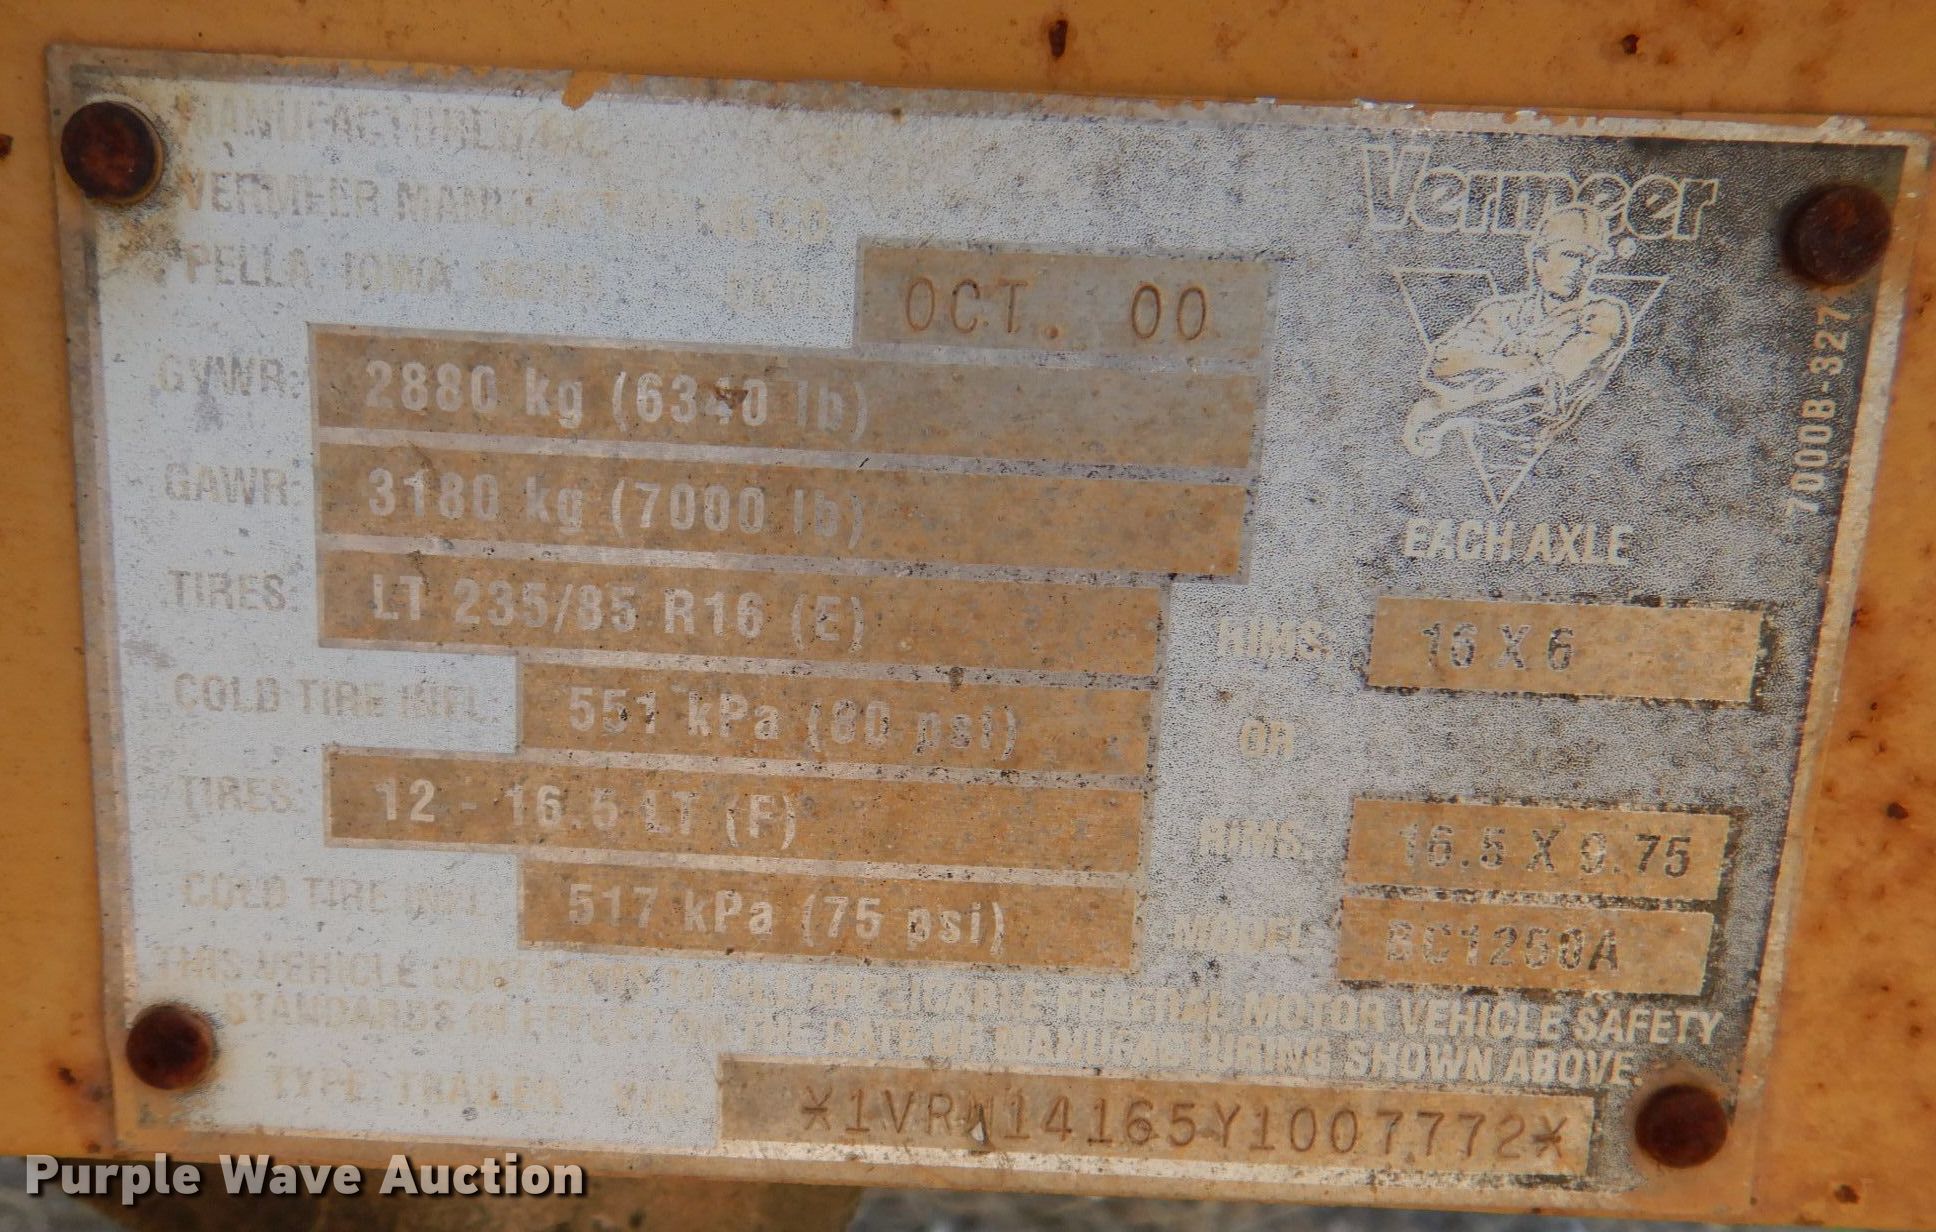 MANUFACTURED BY
VERMEER MANUFACTURING CO
PELLA IOWA 50219 DATE OCT. 00
Vermeer
GVWR: 2880 kg (6340 lb)
GAWR: 3180 kg (7000 lb)
EACH AXLE
7000B-327
TIRES: LT 235/85 R16 (E) RIMS: 16 X 6
COLD TIRE INFL: 551 kPa (80 psi) OR
TIRES: 12 - 16.5 LT (F) RIMS: 16.5 X 9.75
COLD TIRE INFL: 517 kPa (75 psi) MODEL: BC1250A
THIS VEHICLE CONFORMS TO ALL APPLICABLE FEDERAL MOTOR VEHICLE SAFETY
STANDARDS IN EFFECT ON THE DATE OF MANUFACTURING SHOWN ABOVE.
TYPE TRAILER VIN *1VRN14165Y1007772*
Purple Wave Auction